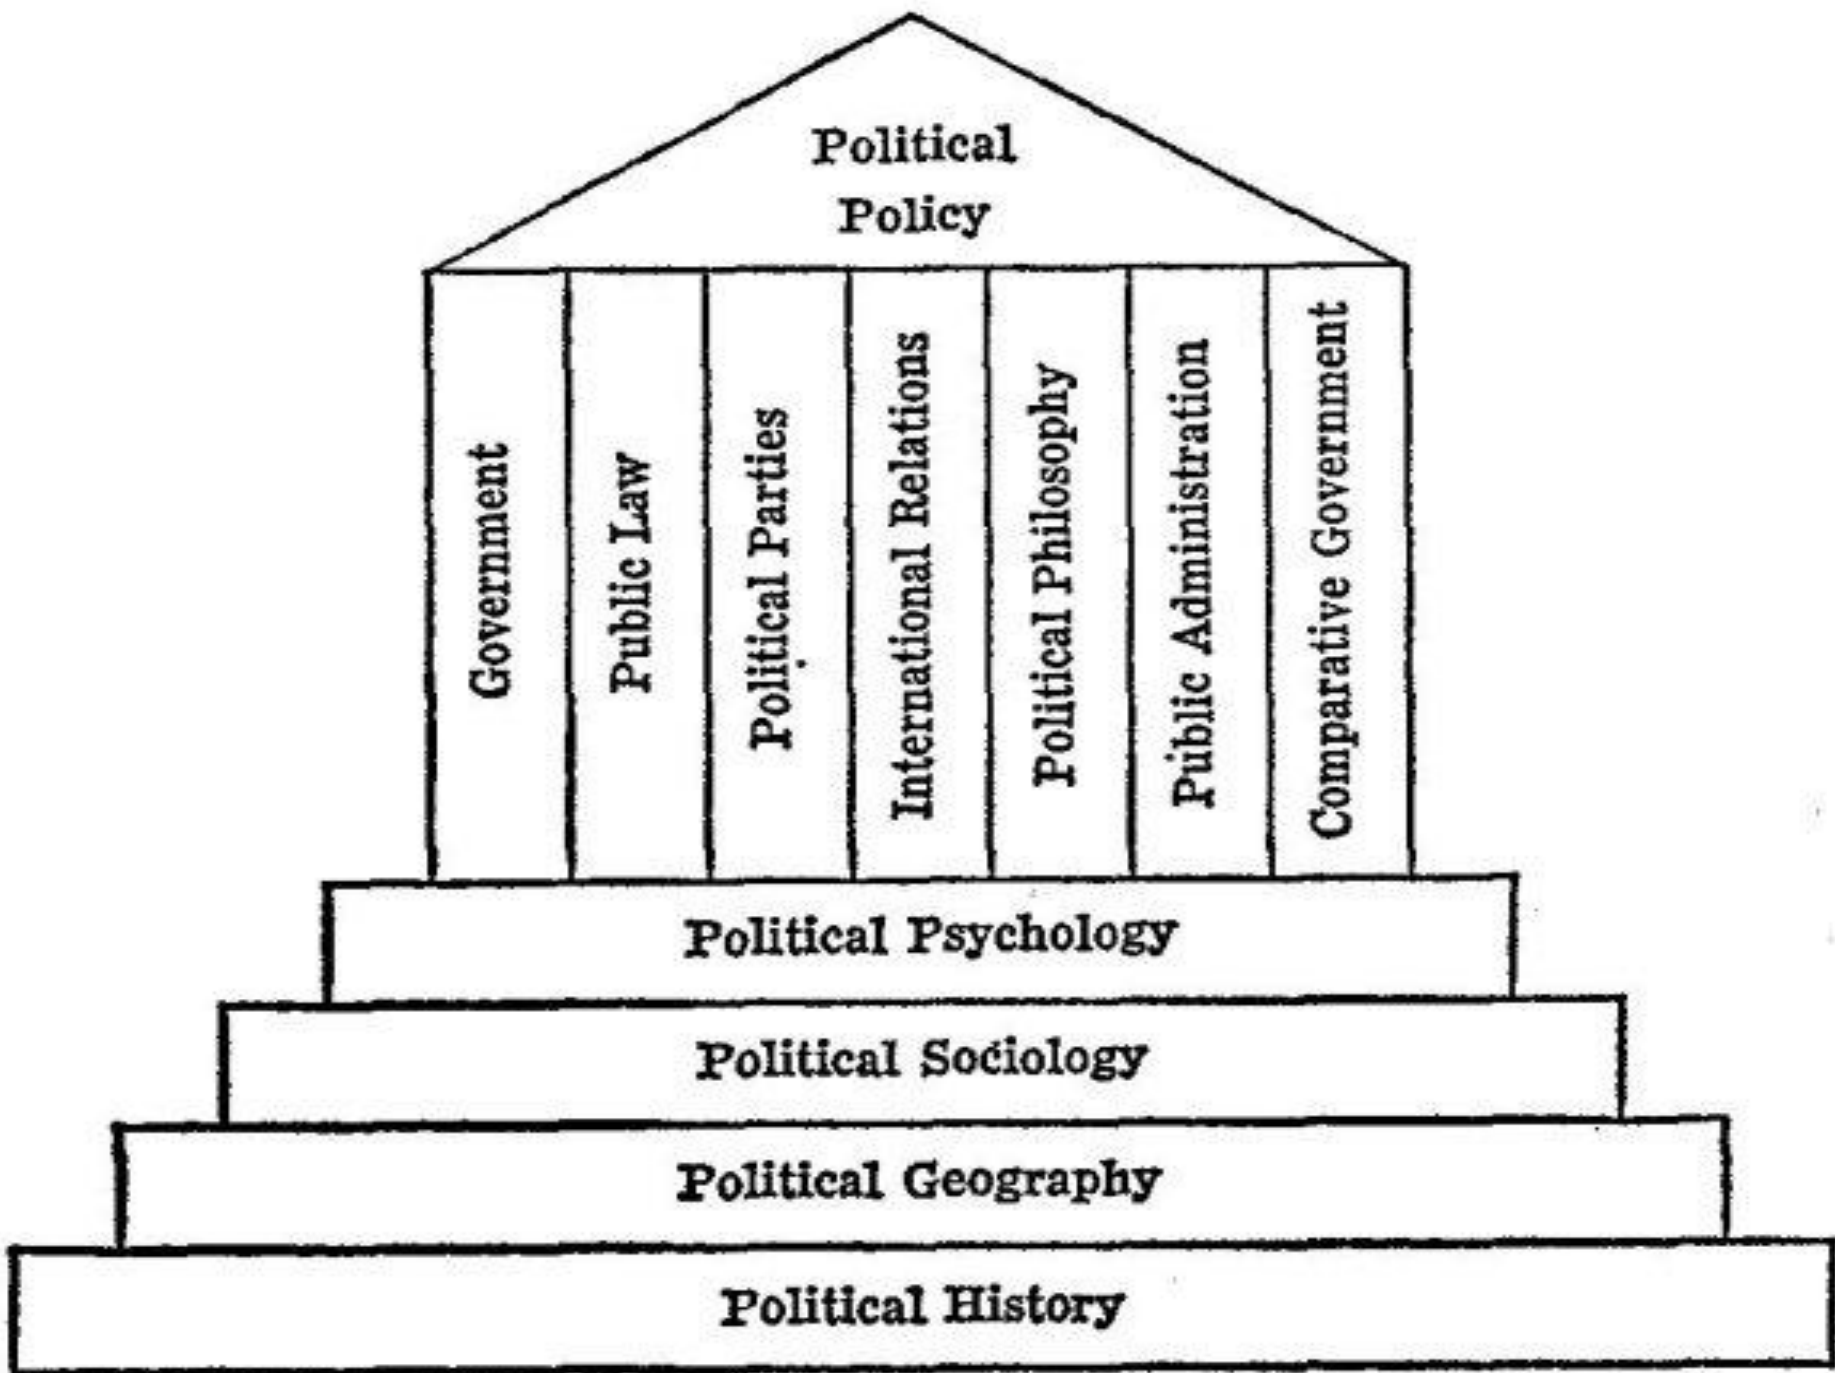 Political
Policy
Government
Public Law
Political Parties
International Relations
Political Philosophy
Public Administration
Comparative Government
Political Psychology
Political Sociology
Political Geography
Political History